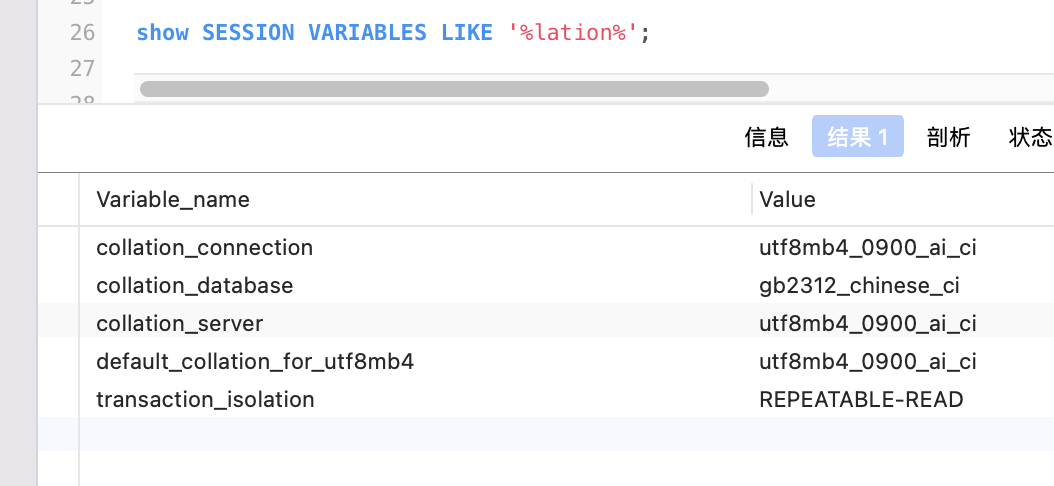 25
26 show SESSION VARIABLES LIKE '%lation%';
27
28
信息 结果 1 剖析 状态
Variable_name Value
collation_connection utf8mb4_0900_ai_ci
collation_database gb2312_chinese_ci
collation_server utf8mb4_0900_ai_ci
default_collation_for_utf8mb4 utf8mb4_0900_ai_ci
transaction_isolation REPEATABLE-READ